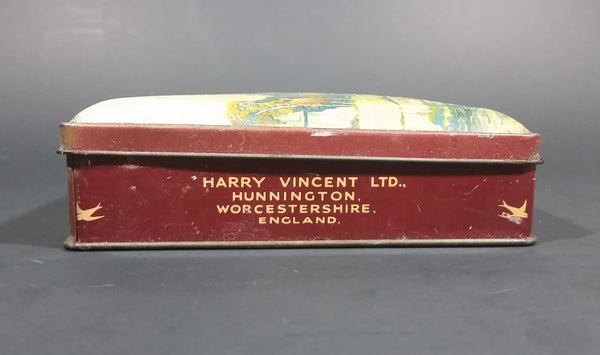 HARRY VINCENT LTD.,
HUNNINGTON,
WORCESTERSHIRE.
ENGLAND.